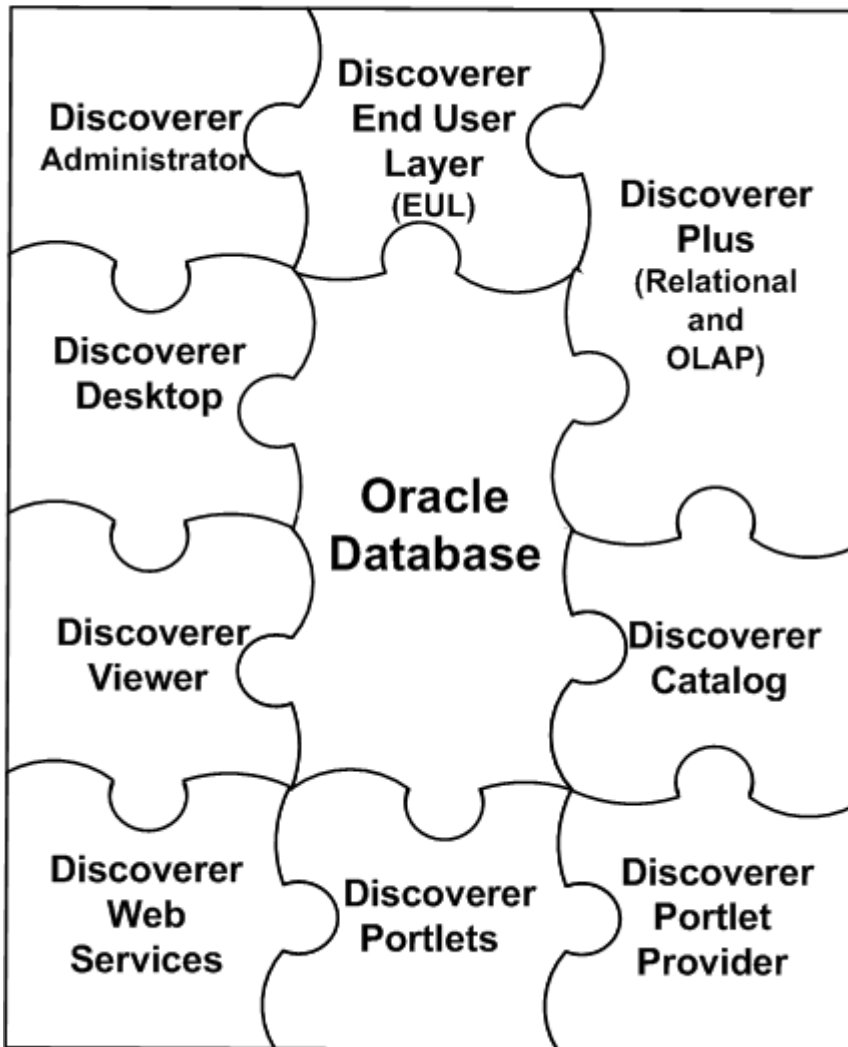 Discoverer
Administrator
Discoverer
End User
Layer
(EUL)
Discoverer
Plus
(Relational
and
OLAP)
Discoverer
Desktop
Oracle
Database
Discoverer
Viewer
Discoverer
Catalog
Discoverer
Web
Services
Discoverer
Portlets
Discoverer
Portlet
Provider